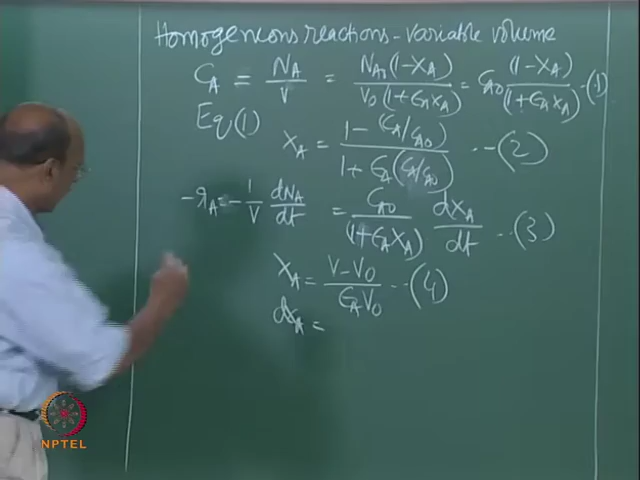 Homogeneous reactions - variable volume
C_A = N_A / V = N_A0 (1-X_A) / V_0 (1+ε_A X_A) = C_A0 (1-X_A) / (1+ε_A X_A) -(1)
Eq(1)
X_A = 1 - C_A/C_A0 / 1 + ε_A (C_A/C_A0) --(2)
-r_A = - 1/V dN_A/dt = C_A0 / (1+ε_A X_A) dX_A/dt --(3)
X_A = V-V_0 / ε_A V_0 --(4)
dX_A =
NPTEL